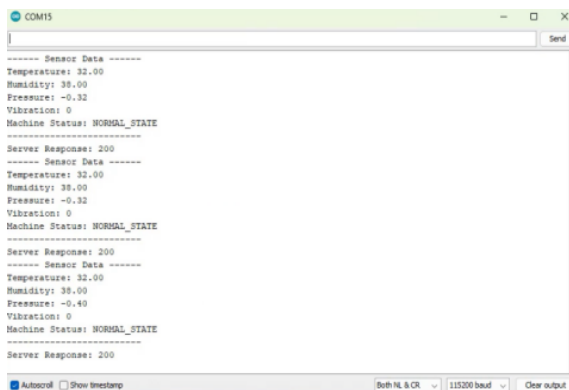 COM15
Send
------ Sensor Data ------
Temperature: 32.00
Humidity: 38.00
Pressure: -0.32
Vibration: 0
Machine Status: NORMAL_STATE
-------------------------
Server Response: 200
------ Sensor Data ------
Temperature: 32.00
Humidity: 38.00
Pressure: -0.32
Vibration: 0
Machine Status: NORMAL_STATE
-------------------------
Server Response: 200
------ Sensor Data ------
Temperature: 32.00
Humidity: 38.00
Pressure: -0.40
Vibration: 0
Machine Status: NORMAL_STATE
-------------------------
Server Response: 200
Autoscroll Show timestamp Both NL & CR 115200 baud Clear output